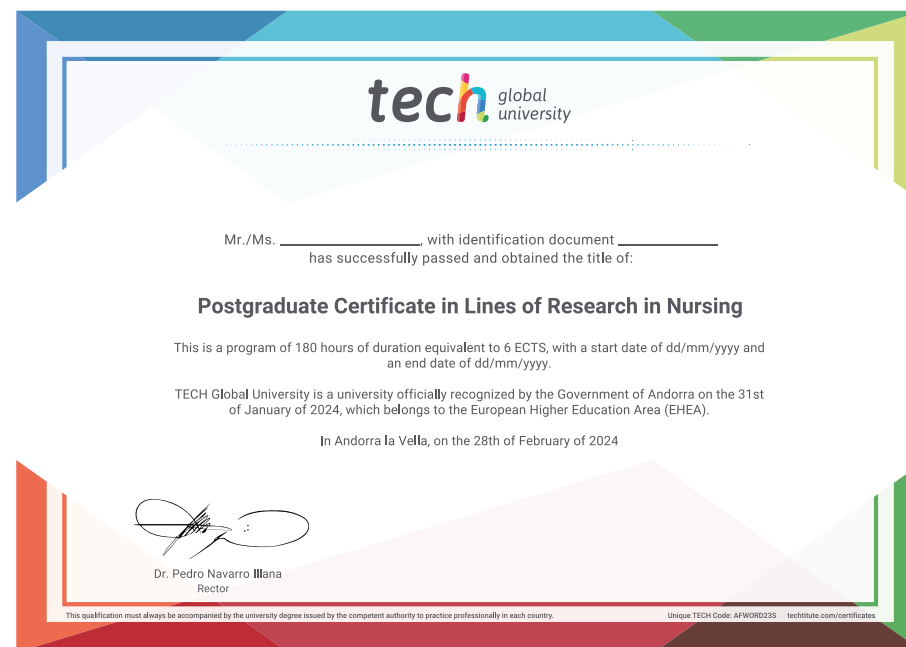 tech global
university
Mr./Ms. ____________________, with identification document ______________
has successfully passed and obtained the title of:
Postgraduate Certificate in Lines of Research in Nursing
This is a program of 180 hours of duration equivalent to 6 ECTS, with a start date of dd/mm/yyyy and
an end date of dd/mm/yyyy.
TECH Global University is a university officially recognized by the Government of Andorra on the 31st
of January of 2024, which belongs to the European Higher Education Area (EHEA).
In Andorra la Vella, on the 28th of February of 2024
Dr. Pedro Navarro Illana
Rector
This qualification must always be accompanied by the university degree issued by the competent authority to practice professionally in each country.
Unique TECH Code: AFWORD23S techtitute.com/certificates